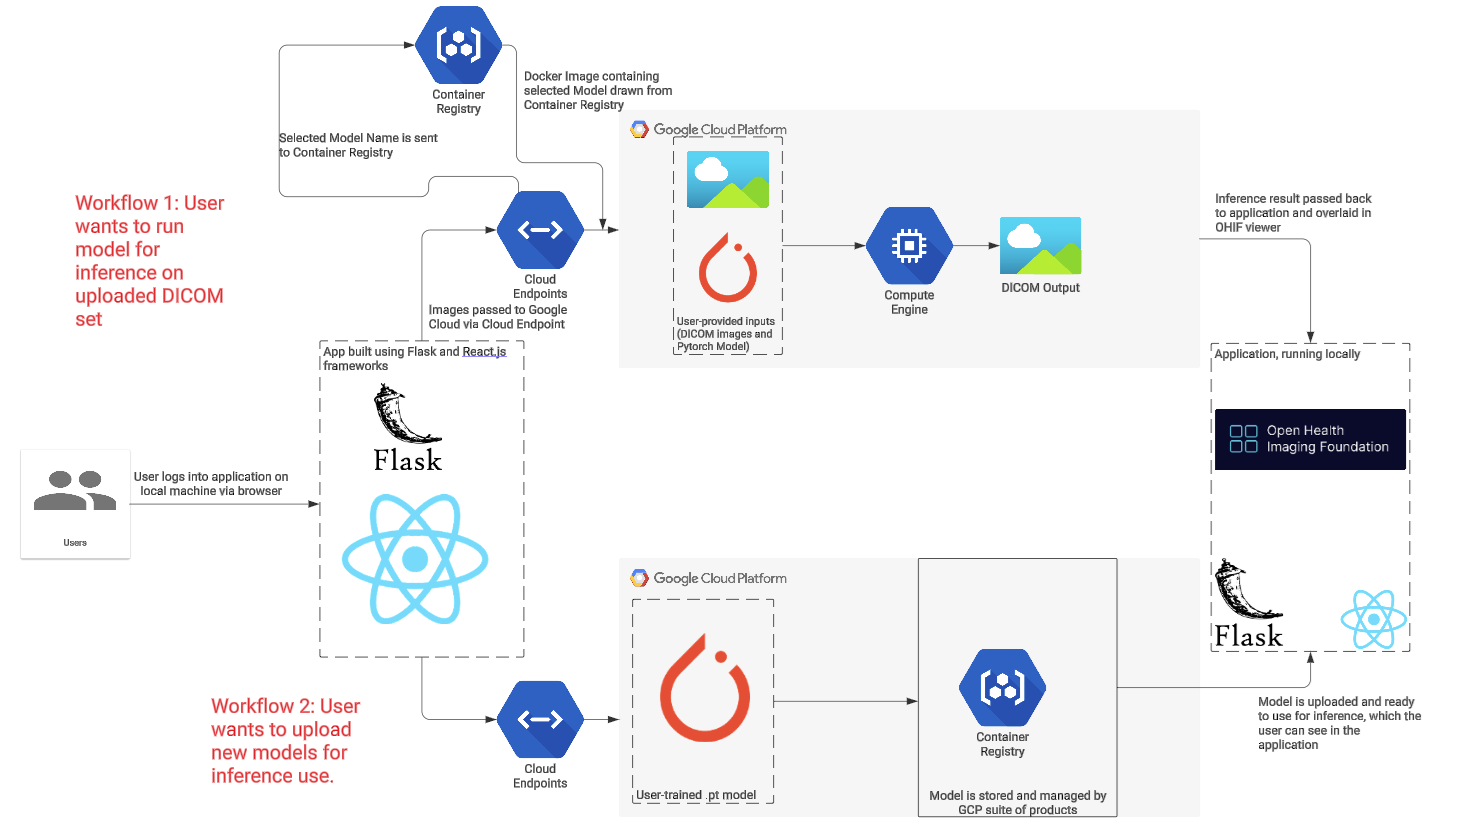 Container
Registry
Docker Image containing
selected Model drawn from
Container Registry
Selected Model Name is sent
to Container Registry
Google Cloud Platform
Workflow 1: User
wants to run
model for
inference on
uploaded DICOM
set
Cloud
Endpoints
Images passed to Google
Cloud via Cloud Endpoint
User-provided inputs
(DICOM images and
Pytorch Model)
Compute
Engine
DICOM Output
Inference result passed back
to application and overlaid in
OHIF viewer
App built using Flask and React.js
frameworks
Flask
Application, running locally
Open Health
Imaging Foundation
Flask
User logs into application on
local machine via browser
Users
Google Cloud Platform
Workflow 2: User
wants to upload
new models for
inference use.
Cloud
Endpoints
User-trained .pt model
Container
Registry
Model is stored and managed by
GCP suite of products
Model is uploaded and ready
to use for inference, which the
user can see in the
application